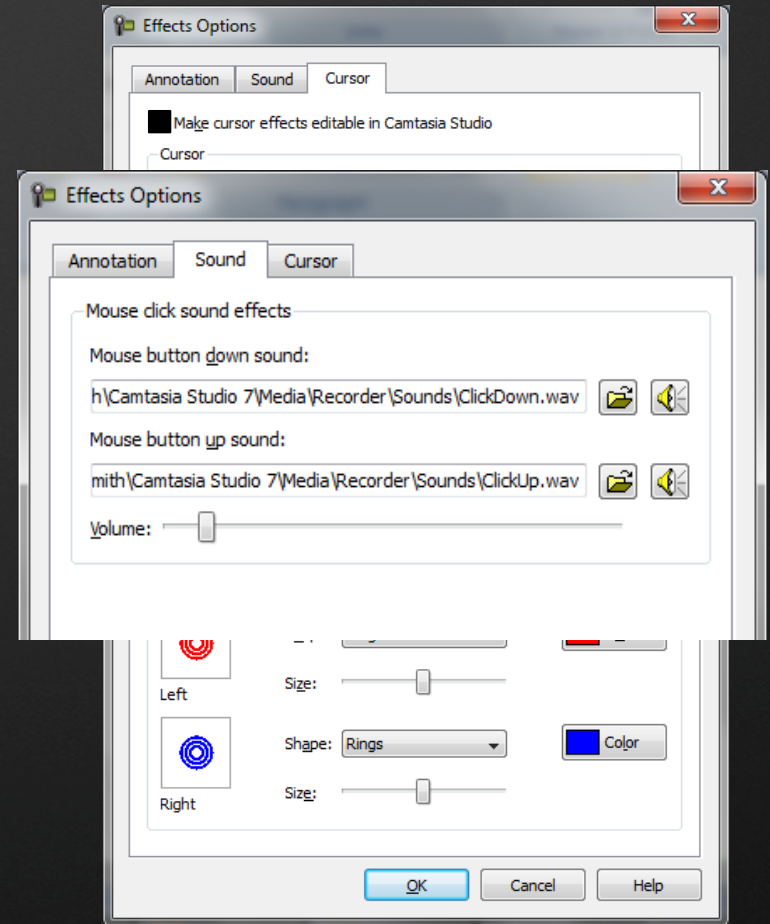 Effects Options
Annotation Sound Cursor
Make cursor effects editable in Camtasia Studio
Cursor
Effects Options
Annotation Sound Cursor
Mouse click sound effects
Mouse button down sound:
h\Camtasia Studio 7\Media\Recorder\Sounds\ClickDown.wav
Mouse button up sound:
mith\Camtasia Studio 7\Media\Recorder\Sounds\ClickUp.wav
Volume:
Left
Size:
Shape: Rings Color
Right
Size:
OK Cancel Help